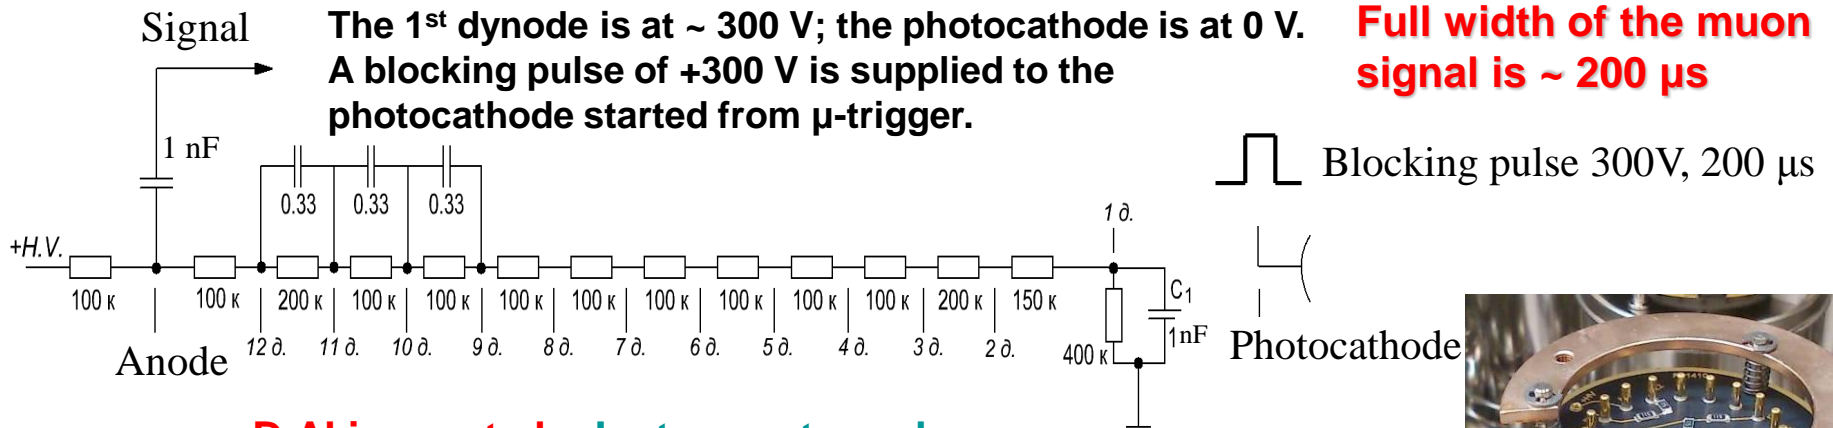 Signal
The 1st dynode is at ~ 300 V; the photocathode is at 0 V.
A blocking pulse of +300 V is supplied to the
photocathode started from μ-trigger.
Full width of the muon
signal is ~ 200 μs
1 nF
Blocking pulse 300V, 200 μs
0.33 0.33 0.33
1 д.
+H.V.
100 к 100 к 200 к 100 к 100 к 100 к 100 к 100 к 100 к 100 к 100 к 200 к 150 к
C1
1nF
400 к
Anode
12 д. 11 д. 10 д. 9 д. 8 д. 7 д. 6 д. 5 д. 4 д. 3 д. 2 д.
Photocathode